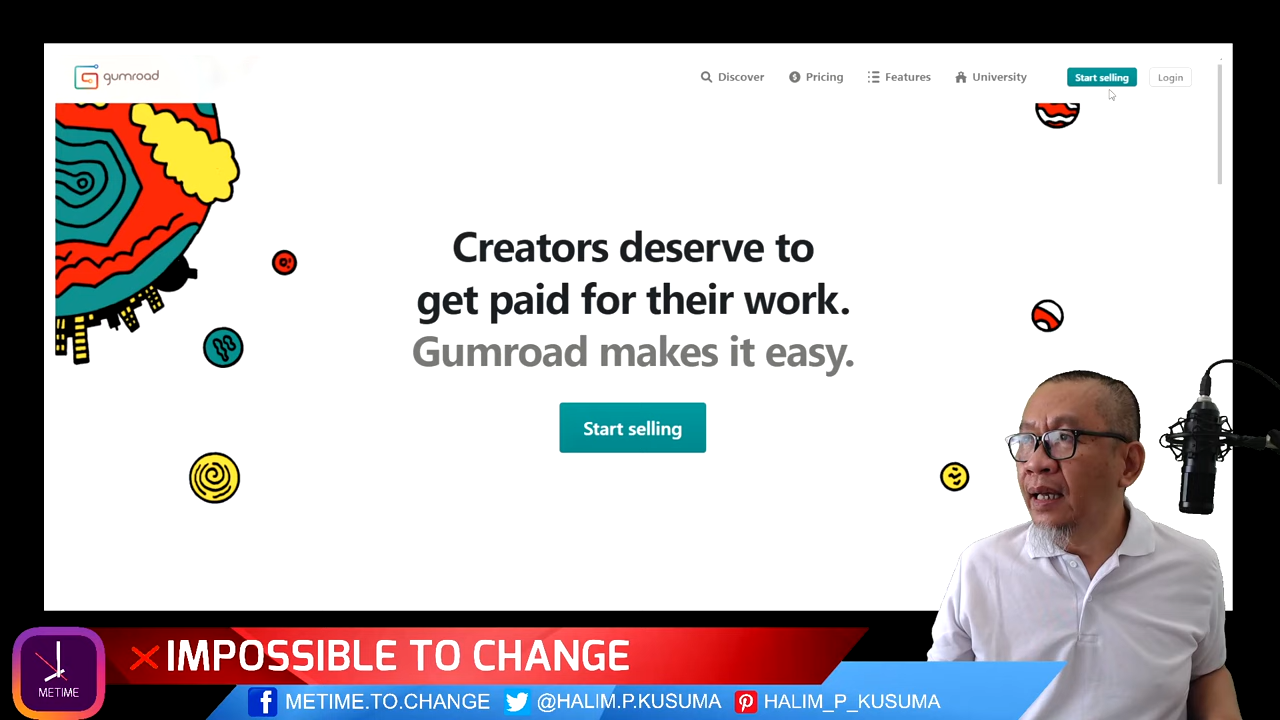 gumroad
Discover Pricing Features University Start selling Login
Creators deserve to
get paid for their work.
Gumroad makes it easy.
Start selling
IMPOSSIBLE TO CHANGE
METIME
METIME.TO.CHANGE @HALIM.P.KUSUMA HALIM_P_KUSUMA